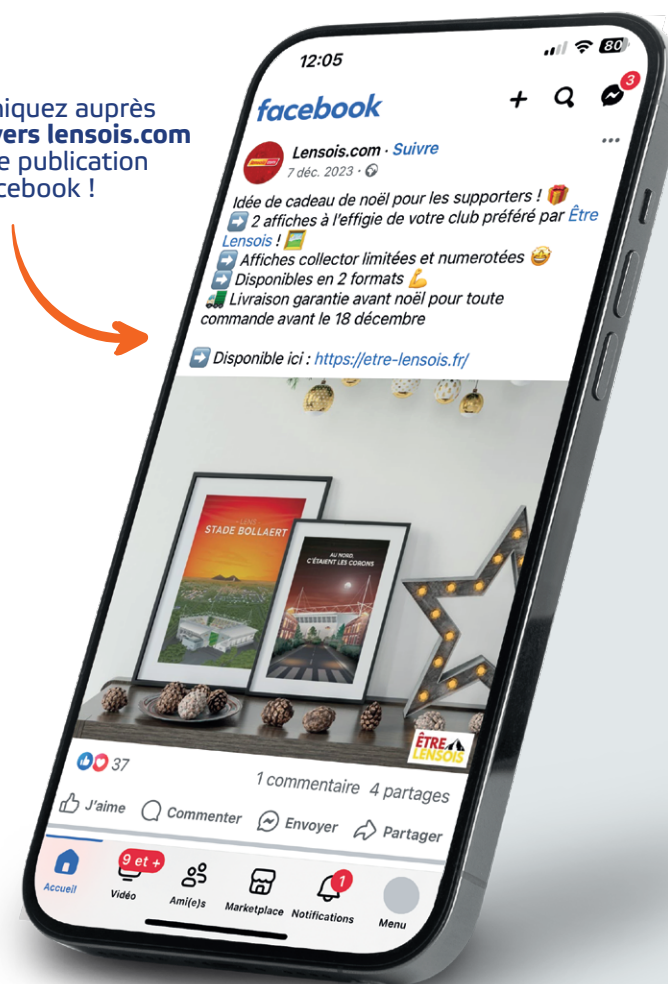 niquez auprès
vers lensois.com
e publication
cebook !
12:05
80
facebook
3
Lensois.com · Suivre
7 déc. 2023 ·
Idée de cadeau de noël pour les supporters ! 🎁
➡️ 2 affiches à l'effigie de votre club préféré par Être
Lensois ! 🖼️
➡️ Affiches collector limitées et numerotées 🤩
➡️ Disponibles en 2 formats 💪
🚛 Livraison garantie avant noël pour toute
commande avant le 18 décembre
➡️ Disponible ici : https://etre-lensois.fr/
- LENS -
STADE BOLLAERT
AU NORD,
C'ÉTAIENT LES CORONS
ÊTRE
LENSOIS
37
1 commentaire 4 partages
J'aime Commenter Envoyer Partager
9 et +
1
Accueil Vidéo Ami(e)s Marketplace Notifications Menu